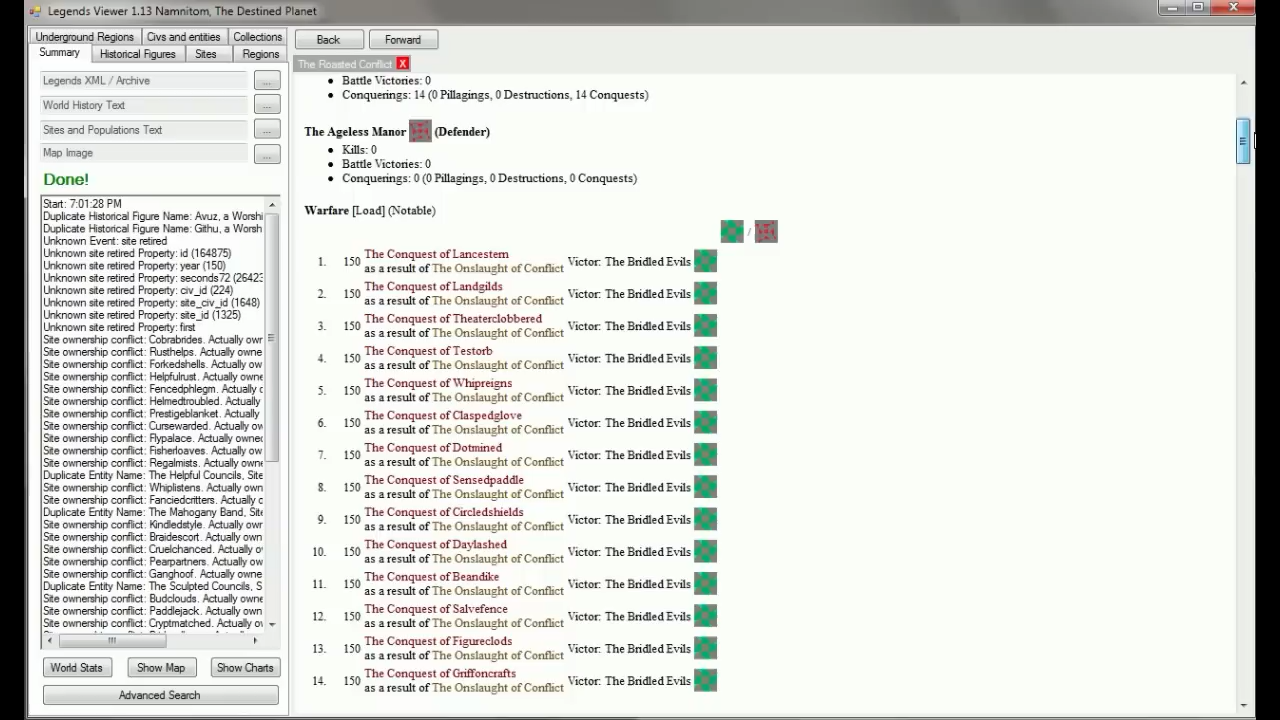 Legends Viewer 1.13 Namnitom, The Destined Planet
Underground Regions
Civs and entities
Collections
Summary
Historical Figures
Sites
Regions
Back
Forward
The Roasted Conflict
X
Legends XML / Archive
...
World History Text
...
Sites and Populations Text
...
Map Image
...
Done!
Start: 7:01:28 PM
Duplicate Historical Figure Name: Avuz, a Worshi
Duplicate Historical Figure Name: Githu, a Worsh
Unknown Event: site retired
Unknown site retired Property: id (164875)
Unknown site retired Property: year (150)
Unknown site retired Property: seconds72 (26423
Unknown site retired Property: civ_id (224)
Unknown site retired Property: site_civ_id (1648)
Unknown site retired Property: site_id (1325)
Unknown site retired Property: first
Site ownership conflict: Cobrabrides. Actually own
Site ownership conflict: Rusthelps. Actually owne
Site ownership conflict: Forkedshells. Actually own
Site ownership conflict: Helpfulrust. Actually owne
Site ownership conflict: Fencedphlegm. Actually o
Site ownership conflict: Helmedtroubled. Actually o
Site ownership conflict: Prestigeblanket. Actually o
Site ownership conflict: Cursewarded. Actually ow
Site ownership conflict: Flypalace. Actually owned
Site ownership conflict: Fisherloaves. Actually own
Site ownership conflict: Regalmists. Actually owne
Duplicate Entity Name: The Helpful Councils, Site
Site ownership conflict: Whiplistens. Actually own
Site ownership conflict: Fanciedcritters. Actually o
Duplicate Entity Name: The Mahogany Band, Sit
Site ownership conflict: Kindledstyle. Actually own
Site ownership conflict: Braidescort. Actually owne
Site ownership conflict: Cruelchanced. Actually ov
Site ownership conflict: Pearpartners. Actually own
Site ownership conflict: Ganghoof. Actually owned
Duplicate Entity Name: The Sculpted Councils, S
Site ownership conflict: Budclouds. Actually owne
Site ownership conflict: Paddlejack. Actually owne
Site ownership conflict: Cryptmatched. Actually ov
World Stats
Show Map
Show Charts
Advanced Search
• Battle Victories: 0
• Conquerings: 14 (0 Pillagings, 0 Destructions, 14 Conquests)
The Ageless Manor (Defender)
• Kills: 0
• Battle Victories: 0
• Conquerings: 0 (0 Pillagings, 0 Destructions, 0 Conquests)
Warfare [Load] (Notable)
/
1. 150 The Conquest of Lancestern
as a result of The Onslaught of Conflict Victor: The Bridled Evils
2. 150 The Conquest of Landgilds
as a result of The Onslaught of Conflict Victor: The Bridled Evils
3. 150 The Conquest of Theaterclobbered
as a result of The Onslaught of Conflict Victor: The Bridled Evils
4. 150 The Conquest of Testorb
as a result of The Onslaught of Conflict Victor: The Bridled Evils
5. 150 The Conquest of Whipreigns
as a result of The Onslaught of Conflict Victor: The Bridled Evils
6. 150 The Conquest of Claspedglove
as a result of The Onslaught of Conflict Victor: The Bridled Evils
7. 150 The Conquest of Dotmined
as a result of The Onslaught of Conflict Victor: The Bridled Evils
8. 150 The Conquest of Sensedpaddle
as a result of The Onslaught of Conflict Victor: The Bridled Evils
9. 150 The Conquest of Circledshields
as a result of The Onslaught of Conflict Victor: The Bridled Evils
10. 150 The Conquest of Daylashed
as a result of The Onslaught of Conflict Victor: The Bridled Evils
11. 150 The Conquest of Beandike
as a result of The Onslaught of Conflict Victor: The Bridled Evils
12. 150 The Conquest of Salvefence
as a result of The Onslaught of Conflict Victor: The Bridled Evils
13. 150 The Conquest of Figureclods
as a result of The Onslaught of Conflict Victor: The Bridled Evils
14. 150 The Conquest of Griffoncrafts
as a result of The Onslaught of Conflict Victor: The Bridled Evils